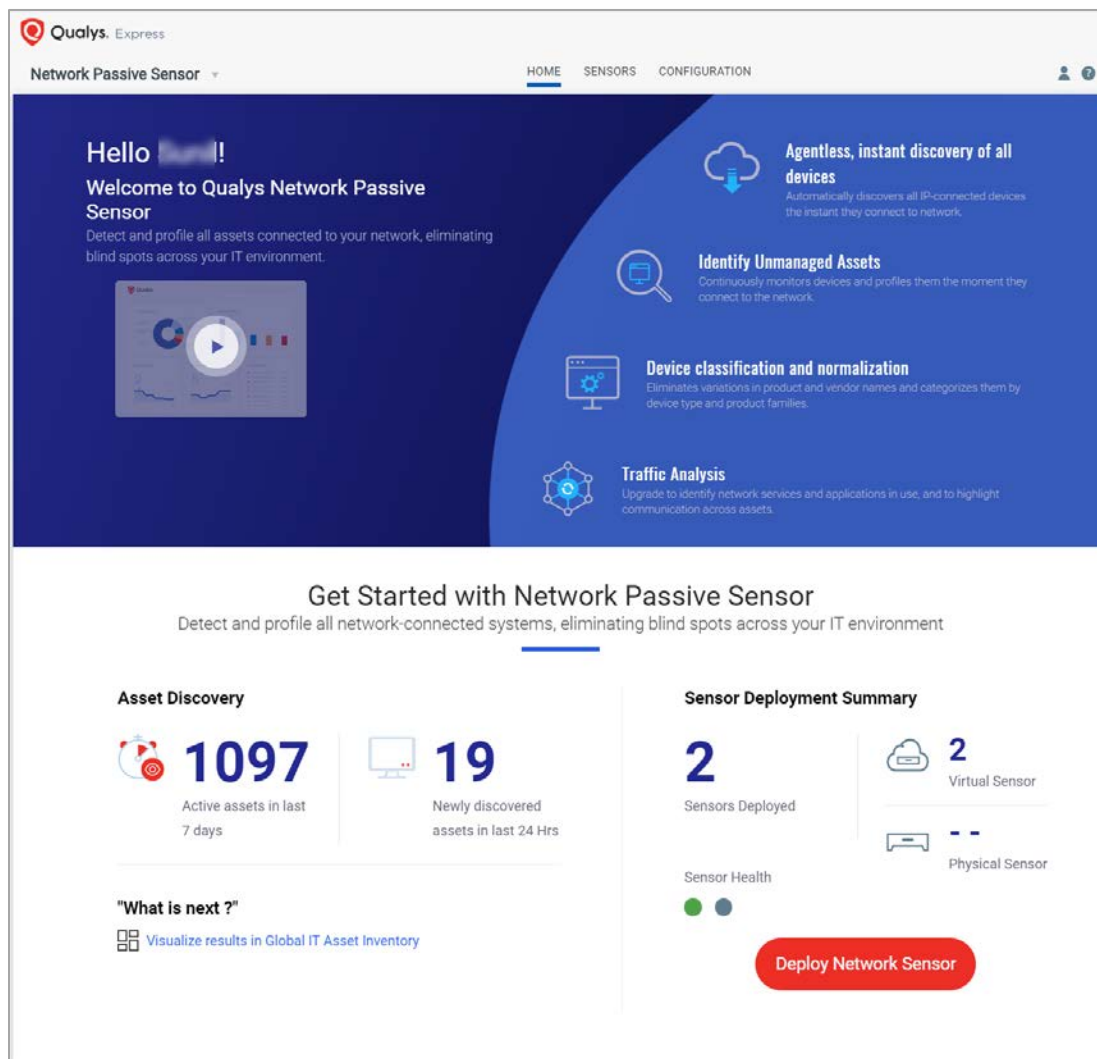 Qualys. Express
Network Passive Sensor
HOME SENSORS CONFIGURATION
Hello !
Welcome to Qualys Network Passive
Sensor
Detect and profile all assets connected to your network, eliminating
blind spots across your IT environment.
Qualys
Agentless, instant discovery of all
devices
Automatically discovers all IP-connected devices
the instant they connect to network.
Identify Unmanaged Assets
Continuously monitors devices and profiles them the moment they
connect to the network.
Device classification and normalization
Eliminates variations in product and vendor names and categorizes them by
device type and product families.
Traffic Analysis
Upgrade to identify network services and applications in use, and to highlight
communication across assets.
Get Started with Network Passive Sensor
Detect and profile all network-connected systems, eliminating blind spots across your IT environment
Asset Discovery
1097
Active assets in last
7 days
19
Newly discovered
assets in last 24 Hrs
"What is next ?"
Visualize results in Global IT Asset Inventory
Sensor Deployment Summary
2
Sensors Deployed
2
Virtual Sensor
- -
Physical Sensor
Sensor Health
Deploy Network Sensor